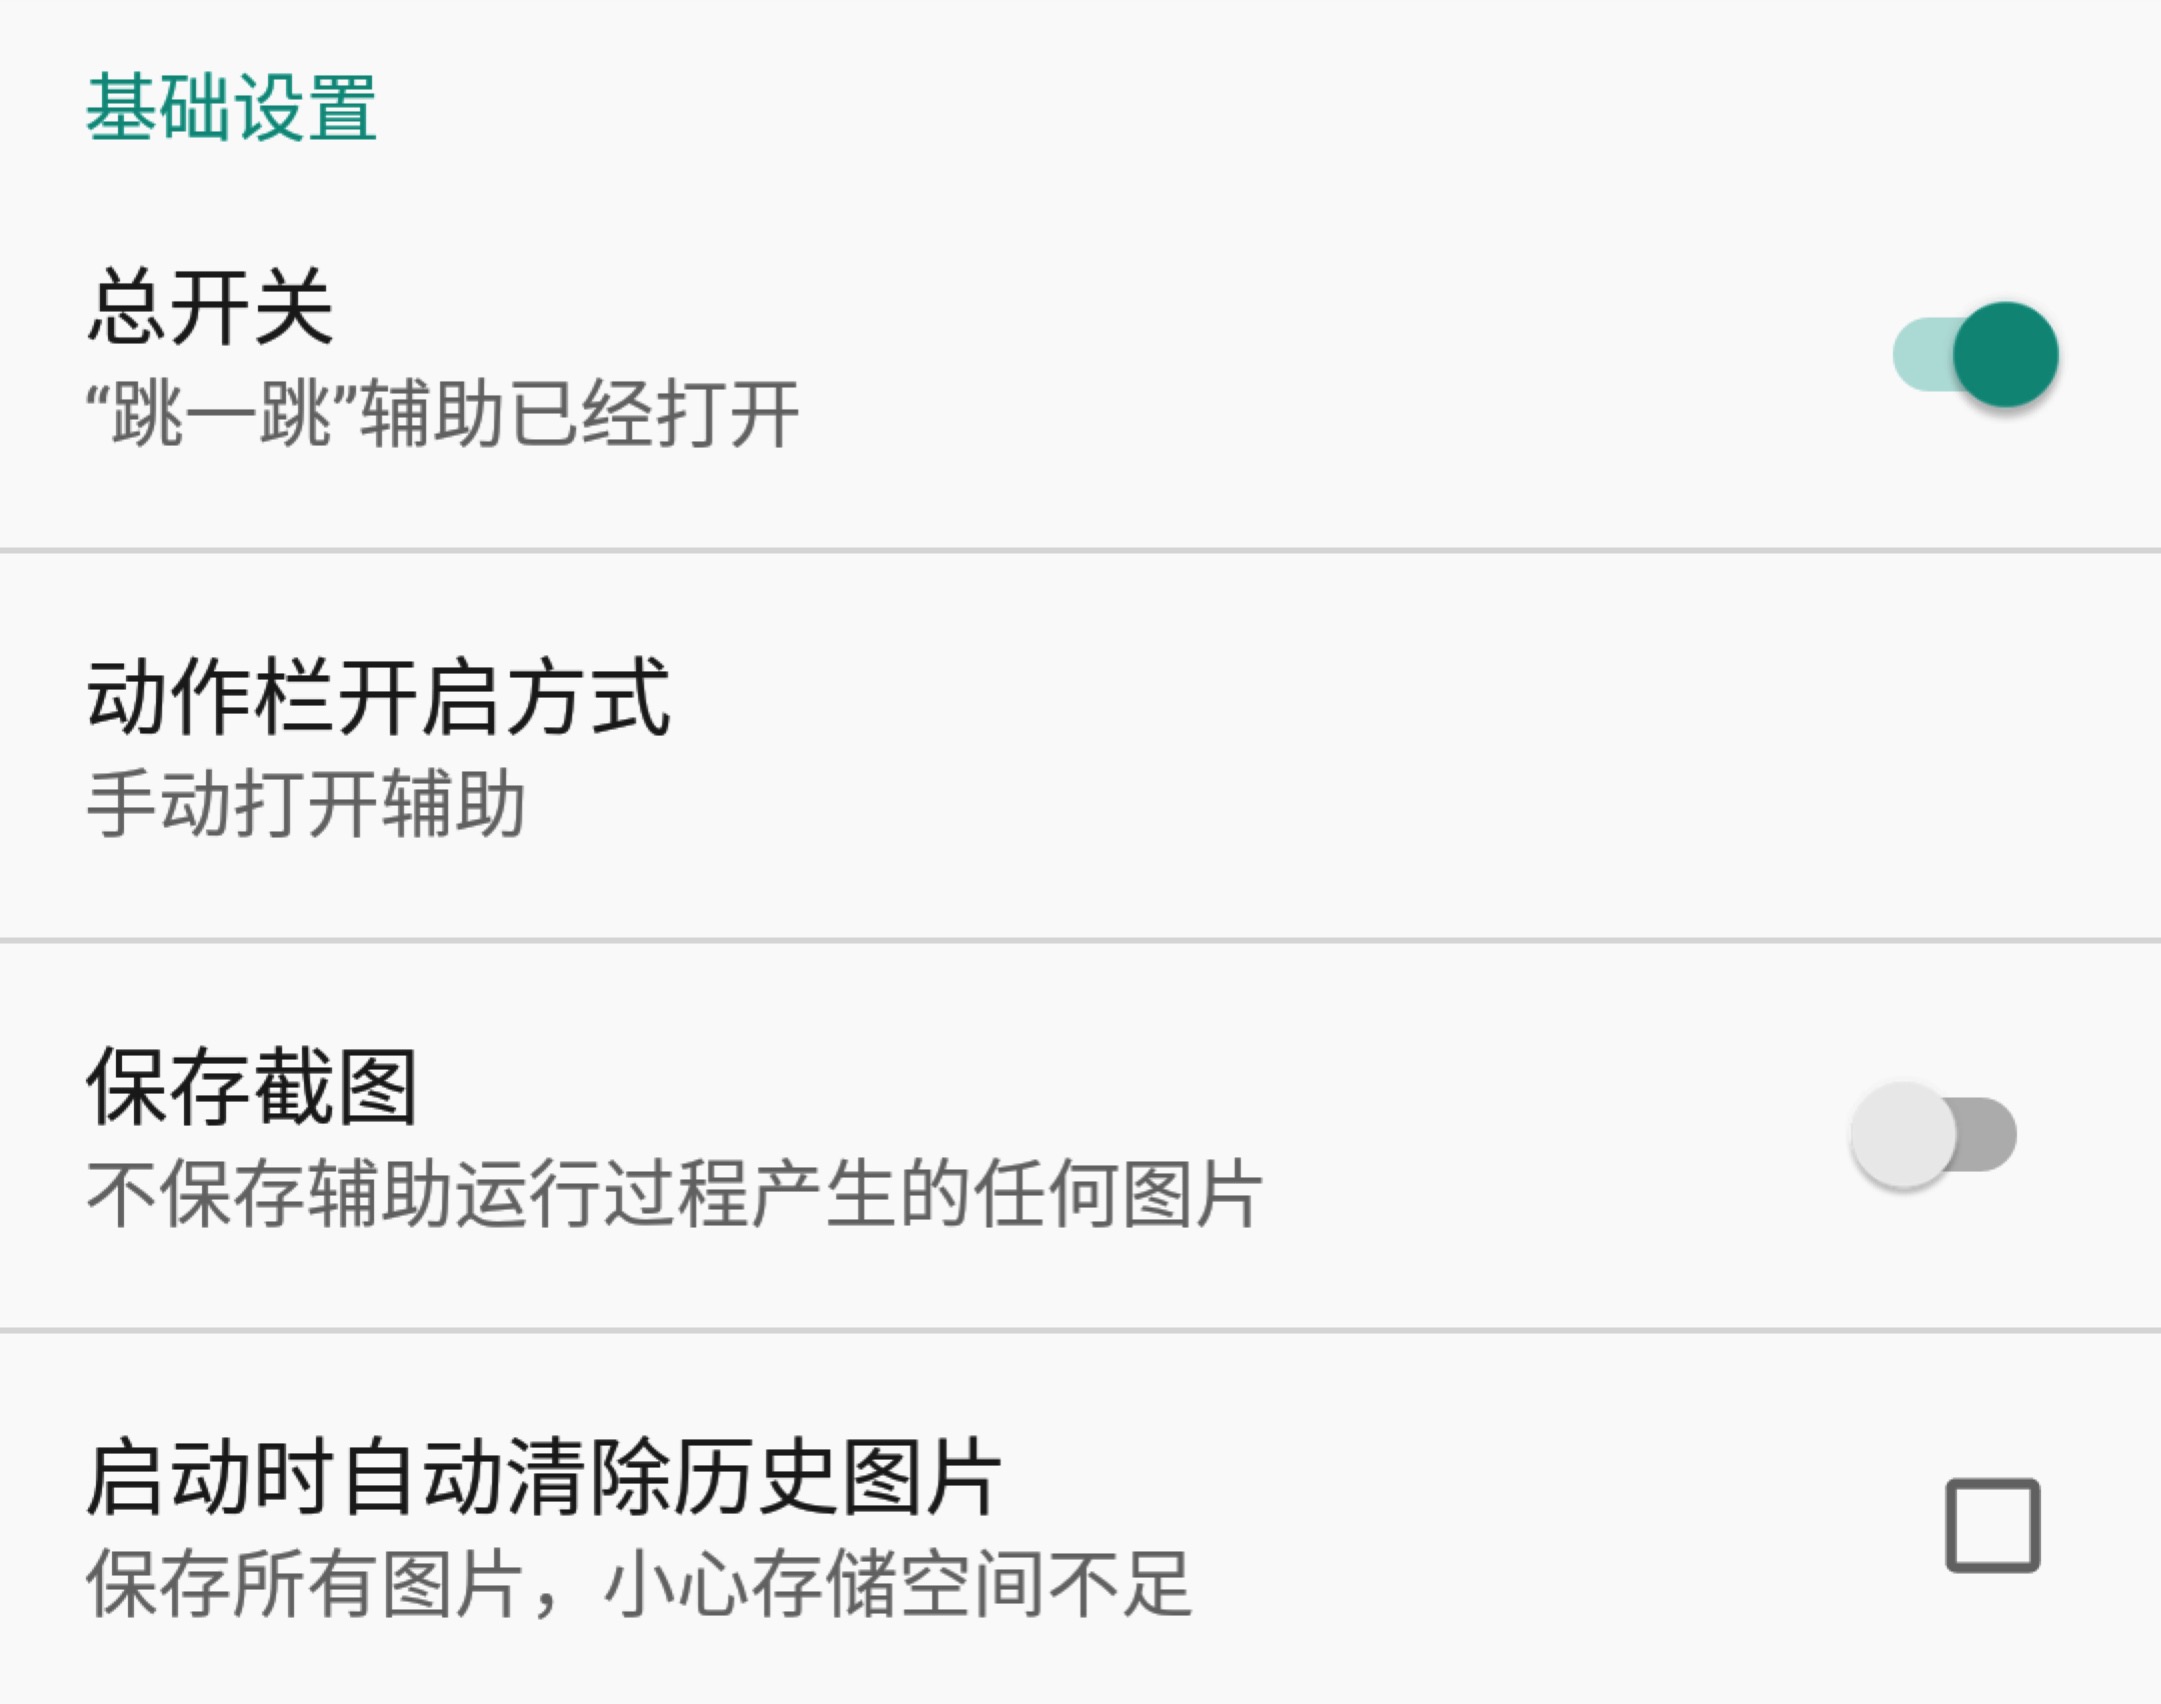 基础设置
总开关
“跳一跳”辅助已经打开
动作栏开启方式
手动打开辅助
保存截图
不保存辅助运行过程产生的任何图片
启动时自动清除历史图片
保存所有图片，小心存储空间不足